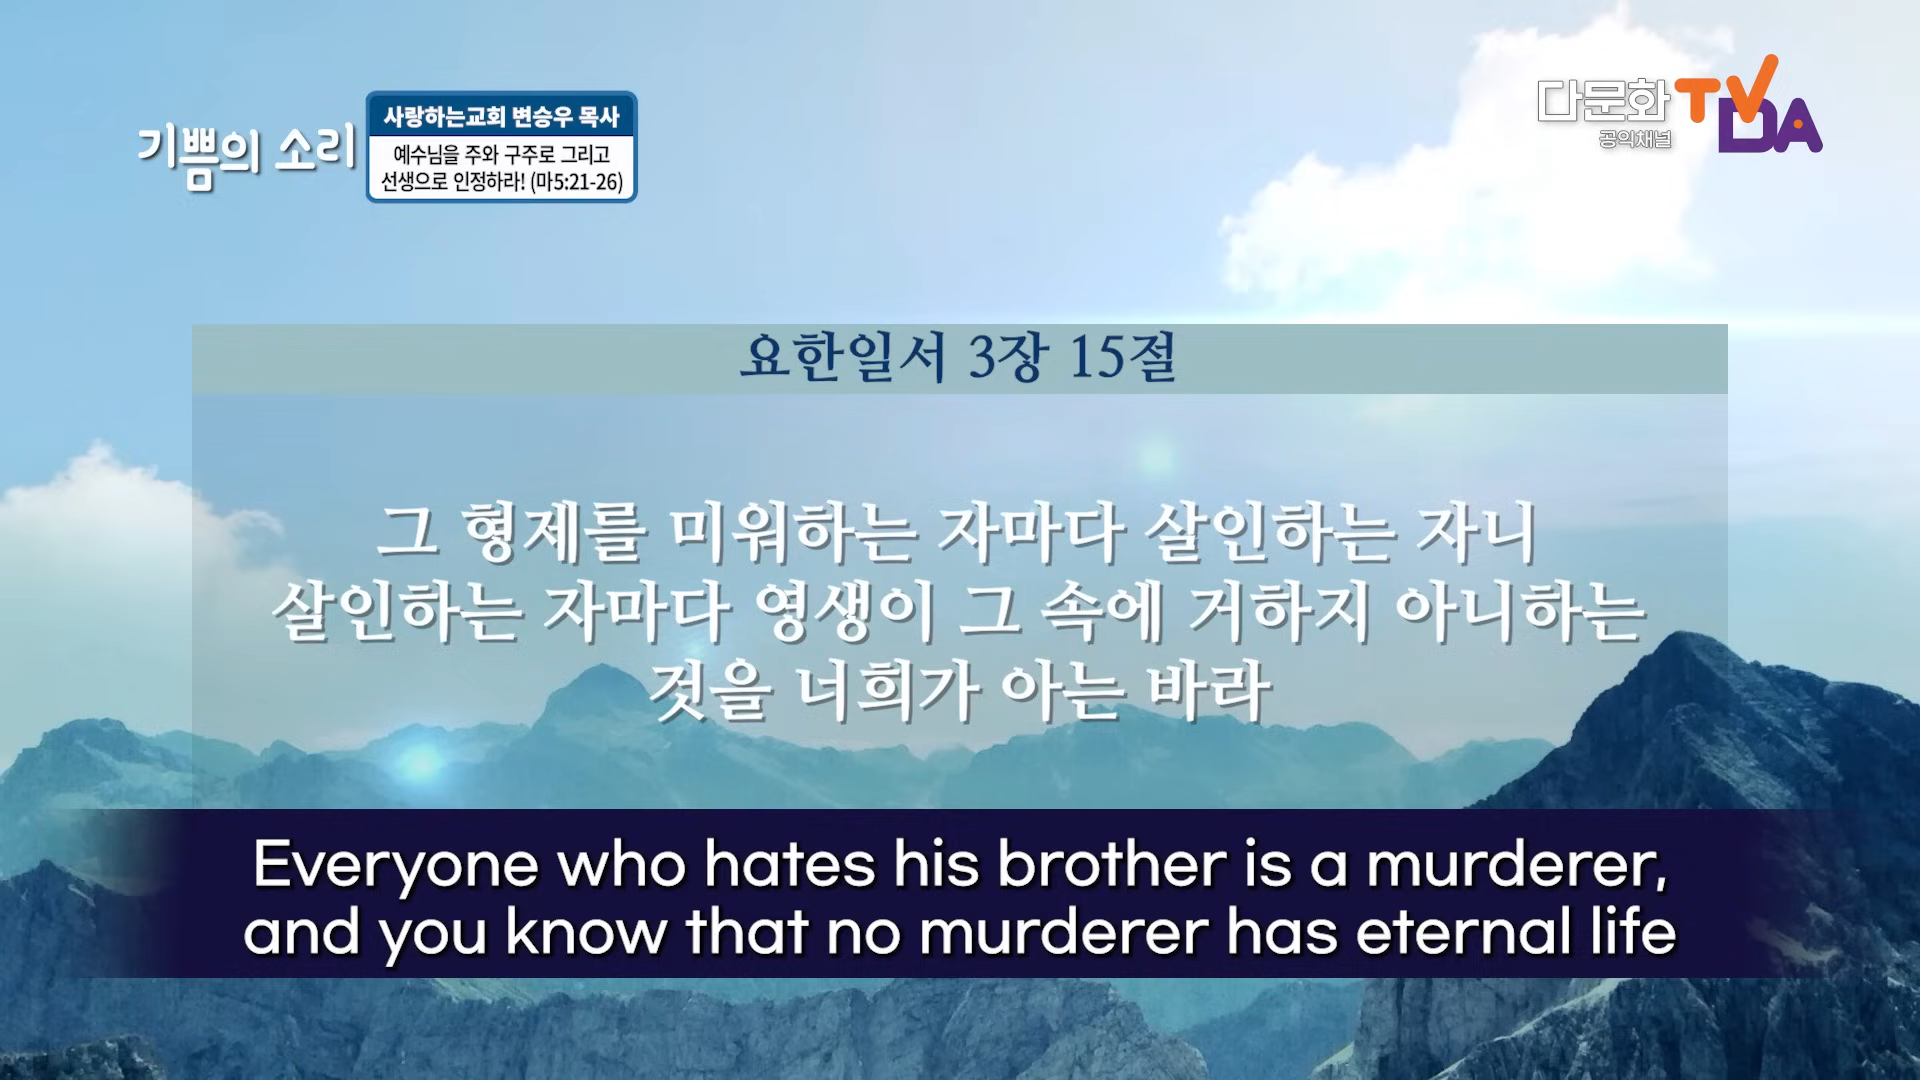 기쁨의 소리
사랑하는교회 변승우 목사
예수님을 주와 구주로 그리고
선생으로 인정하라! (마5:21-26)
다문화 TV
공익채널 DA
요한일서 3장 15절
그 형제를 미워하는 자마다 살인하는 자니
살인하는 자마다 영생이 그 속에 거하지 아니하는
것을 너희가 아는 바라
Everyone who hates his brother is a murderer,
and you know that no murderer has eternal life